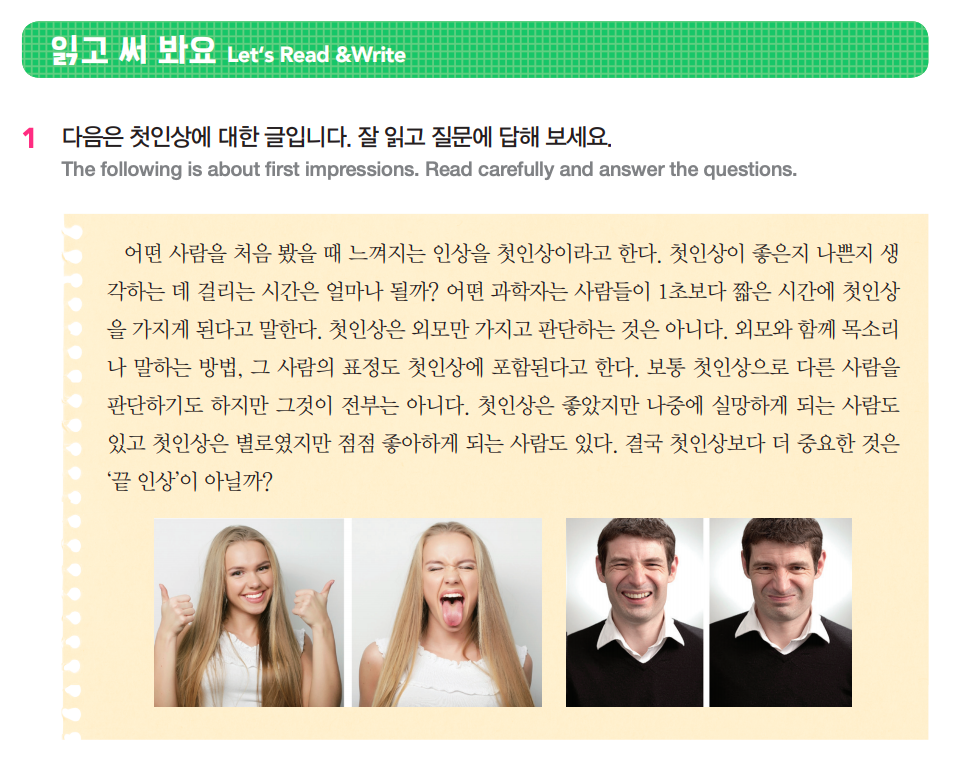 읽고 써 봐요 Let's Read &Write
1 다음은 첫인상에 대한 글입니다. 잘 읽고 질문에 답해 보세요.
The following is about first impressions. Read carefully and answer the questions.
어떤 사람을 처음 봤을 때 느껴지는 인상을 첫인상이라고 한다. 첫인상이 좋은지 나쁜지 생
각하는 데 걸리는 시간은 얼마나 될까? 어떤 과학자는 사람들이 1초보다 짧은 시간에 첫인상
을 가지게 된다고 말한다. 첫인상은 외모만 가지고 판단하는 것은 아니다. 외모와 함께 목소리
나 말하는 방법, 그 사람의 표정도 첫인상에 포함된다고 한다. 보통 첫인상으로 다른 사람을
판단하기도 하지만 그것이 전부는 아니다. 첫인상은 좋았지만 나중에 실망하게 되는 사람도
있고 첫인상은 별로였지만 점점 좋아하게 되는 사람도 있다. 결국 첫인상보다 더 중요한 것은
‘끝 인상’이 아닐까?